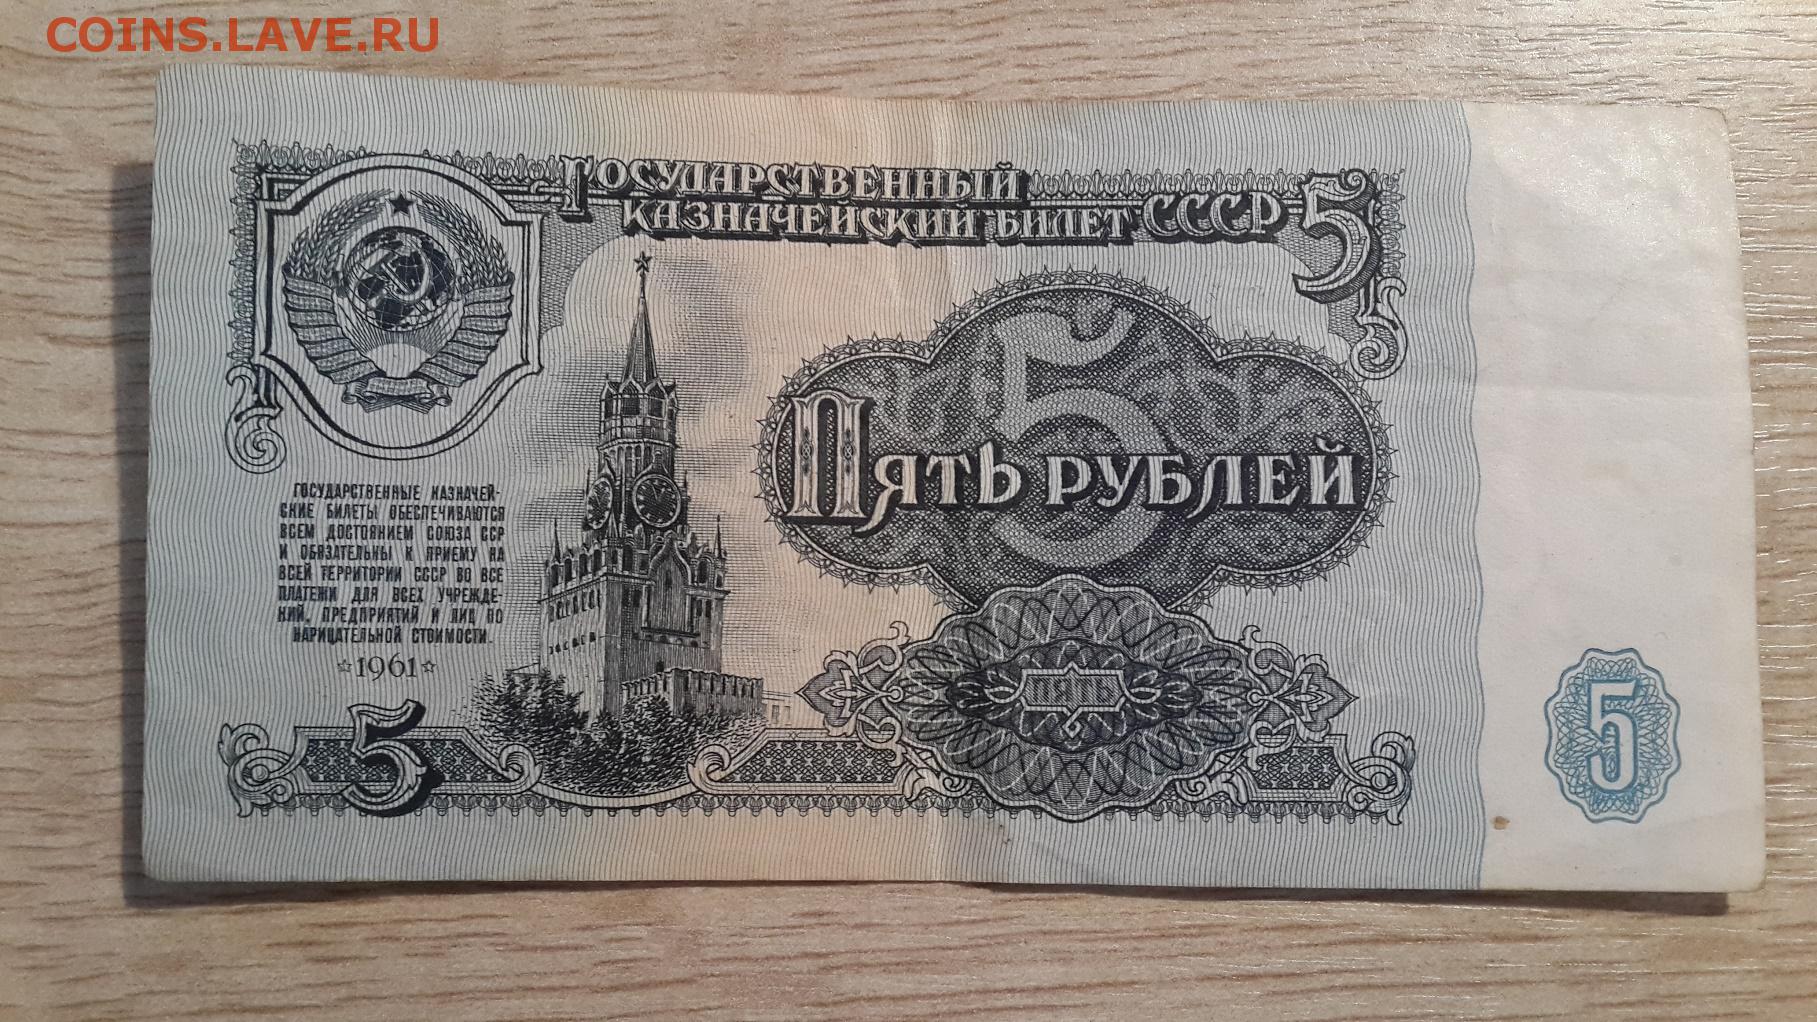 COINS.LAVE.RU
ГОСУДАРСТВЕННЫЙ
КАЗНАЧЕЙСКИЙ БИЛЕТ СССР 5
5
ПЯТЬ РУБЛЕЙ
ГОСУДАРСТВЕННЫЕ КАЗНАЧЕЙ-
СКИЕ БИЛЕТЫ ОБЕСПЕЧИВАЮТСЯ
ВСЕМ ДОСТОЯНИЕМ СОЮЗА ССР
И ОБЯЗАТЕЛЬНЫ К ПРИЕМУ НА
ВСЕЙ ТЕРРИТОРИИ СССР ВО ВСЕ
ПЛАТЕЖИ ДЛЯ ВСЕХ УЧРЕЖДЕ-
НИЙ, ПРЕДПРИЯТИЙ И ЛИЦ ПО
НАРИЦАТЕЛЬНОЙ СТОИМОСТИ.
☆1961☆
ПЯТЬ
5
5